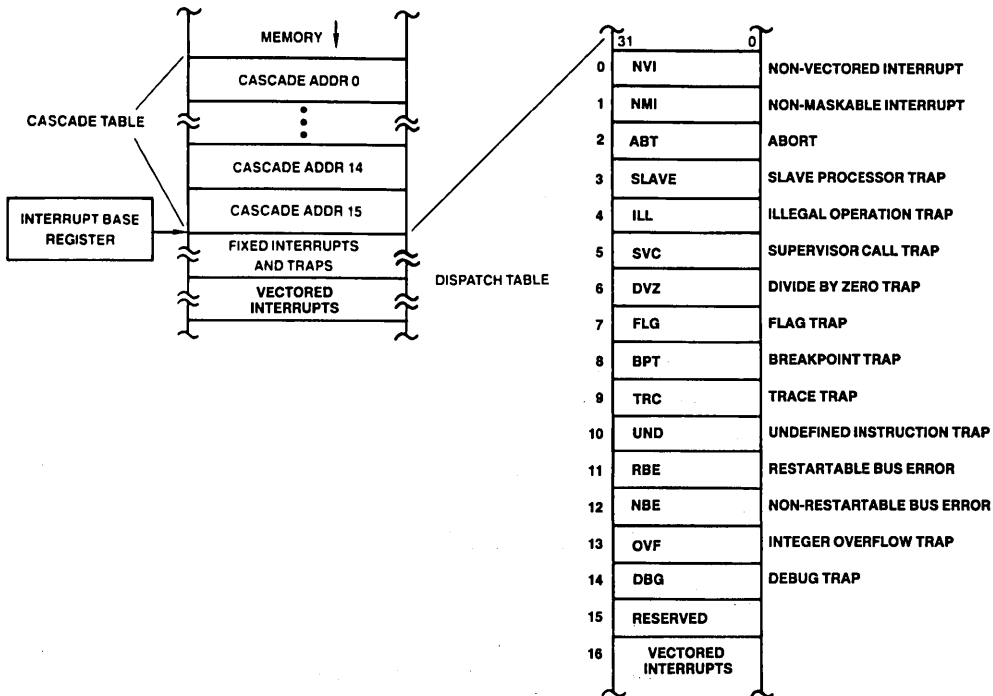 MEMORY
CASCADE ADDR 0
CASCADE TABLE
CASCADE ADDR 14
CASCADE ADDR 15
INTERRUPT BASE
REGISTER
FIXED INTERRUPTS
AND TRAPS
VECTORED
INTERRUPTS
DISPATCH TABLE
31 0
0 NVI NON-VECTORED INTERRUPT
1 NMI NON-MASKABLE INTERRUPT
2 ABT ABORT
3 SLAVE SLAVE PROCESSOR TRAP
4 ILL ILLEGAL OPERATION TRAP
5 SVC SUPERVISOR CALL TRAP
6 DVZ DIVIDE BY ZERO TRAP
7 FLG FLAG TRAP
8 BPT BREAKPOINT TRAP
9 TRC TRACE TRAP
10 UND UNDEFINED INSTRUCTION TRAP
11 RBE RESTARTABLE BUS ERROR
12 NBE NON-RESTARTABLE BUS ERROR
13 OVF INTEGER OVERFLOW TRAP
14 DBG DEBUG TRAP
15 RESERVED
16 VECTORED
INTERRUPTS